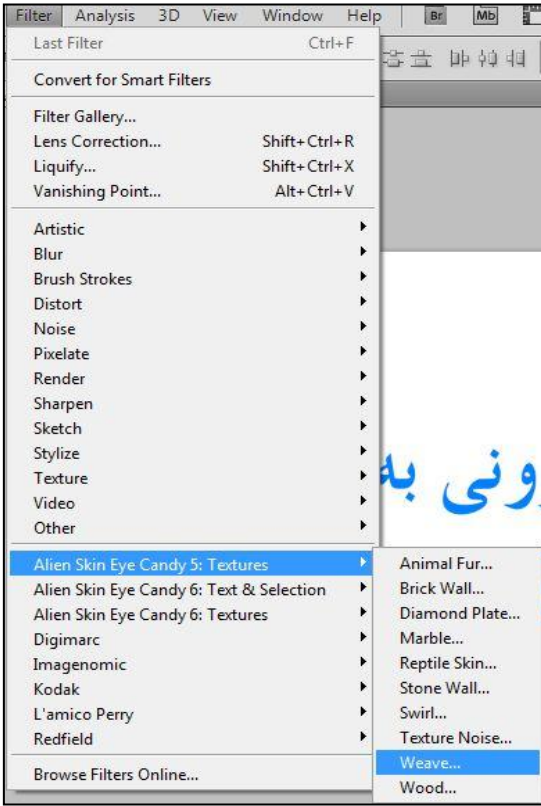 Filter Analysis 3D View Window Help Br Mb
Last Filter Ctrl+F
Convert for Smart Filters
Filter Gallery...
Lens Correction... Shift+Ctrl+R
Liquify... Shift+Ctrl+X
Vanishing Point... Alt+Ctrl+V
Artistic
Blur
Brush Strokes
Distort
Noise
Pixelate
Render
Sharpen
Sketch
Stylize
Texture
Video
Other
Alien Skin Eye Candy 5: Textures
Alien Skin Eye Candy 6: Text & Selection
Alien Skin Eye Candy 6: Textures
Digimarc
Imagenomic
Kodak
L'amico Perry
Redfield
Browse Filters Online...
Animal Fur...
Brick Wall...
Diamond Plate...
Marble...
Reptile Skin...
Stone Wall...
Swirl...
Texture Noise...
Weave...
Wood...